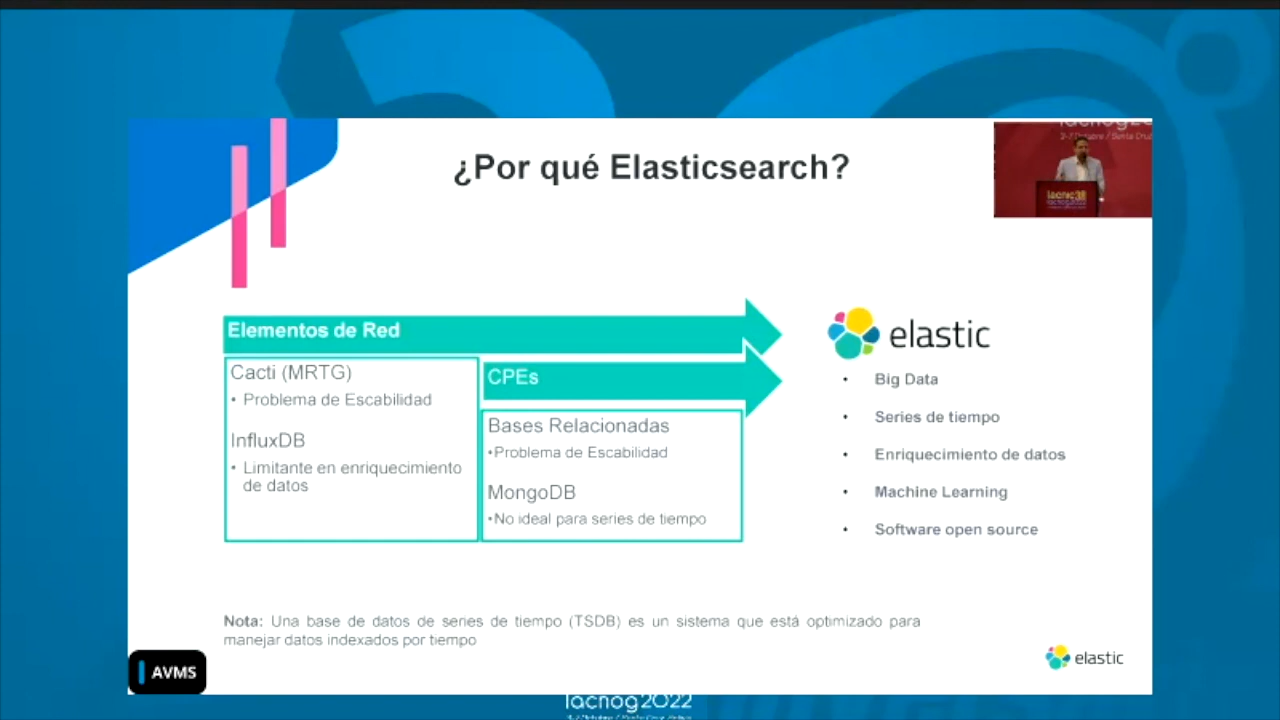 ¿Por qué Elasticsearch?
lacnog2022
Elementos de Red
Cacti (MRTG)
• Problema de Escabilidad
InfluxDB
• Limitante en enriquecimiento
de datos
CPEs
Bases Relacionadas
•Problema de Escabilidad
MongoDB
•No ideal para series de tiempo
elastic
• Big Data
• Series de tiempo
• Enriquecimiento de datos
• Machine Learning
• Software open source
Nota: Una base de datos de series de tiempo (TSDB) es un sistema que está optimizado para
manejar datos indexados por tiempo
elastic
AVMS
lacnog2022